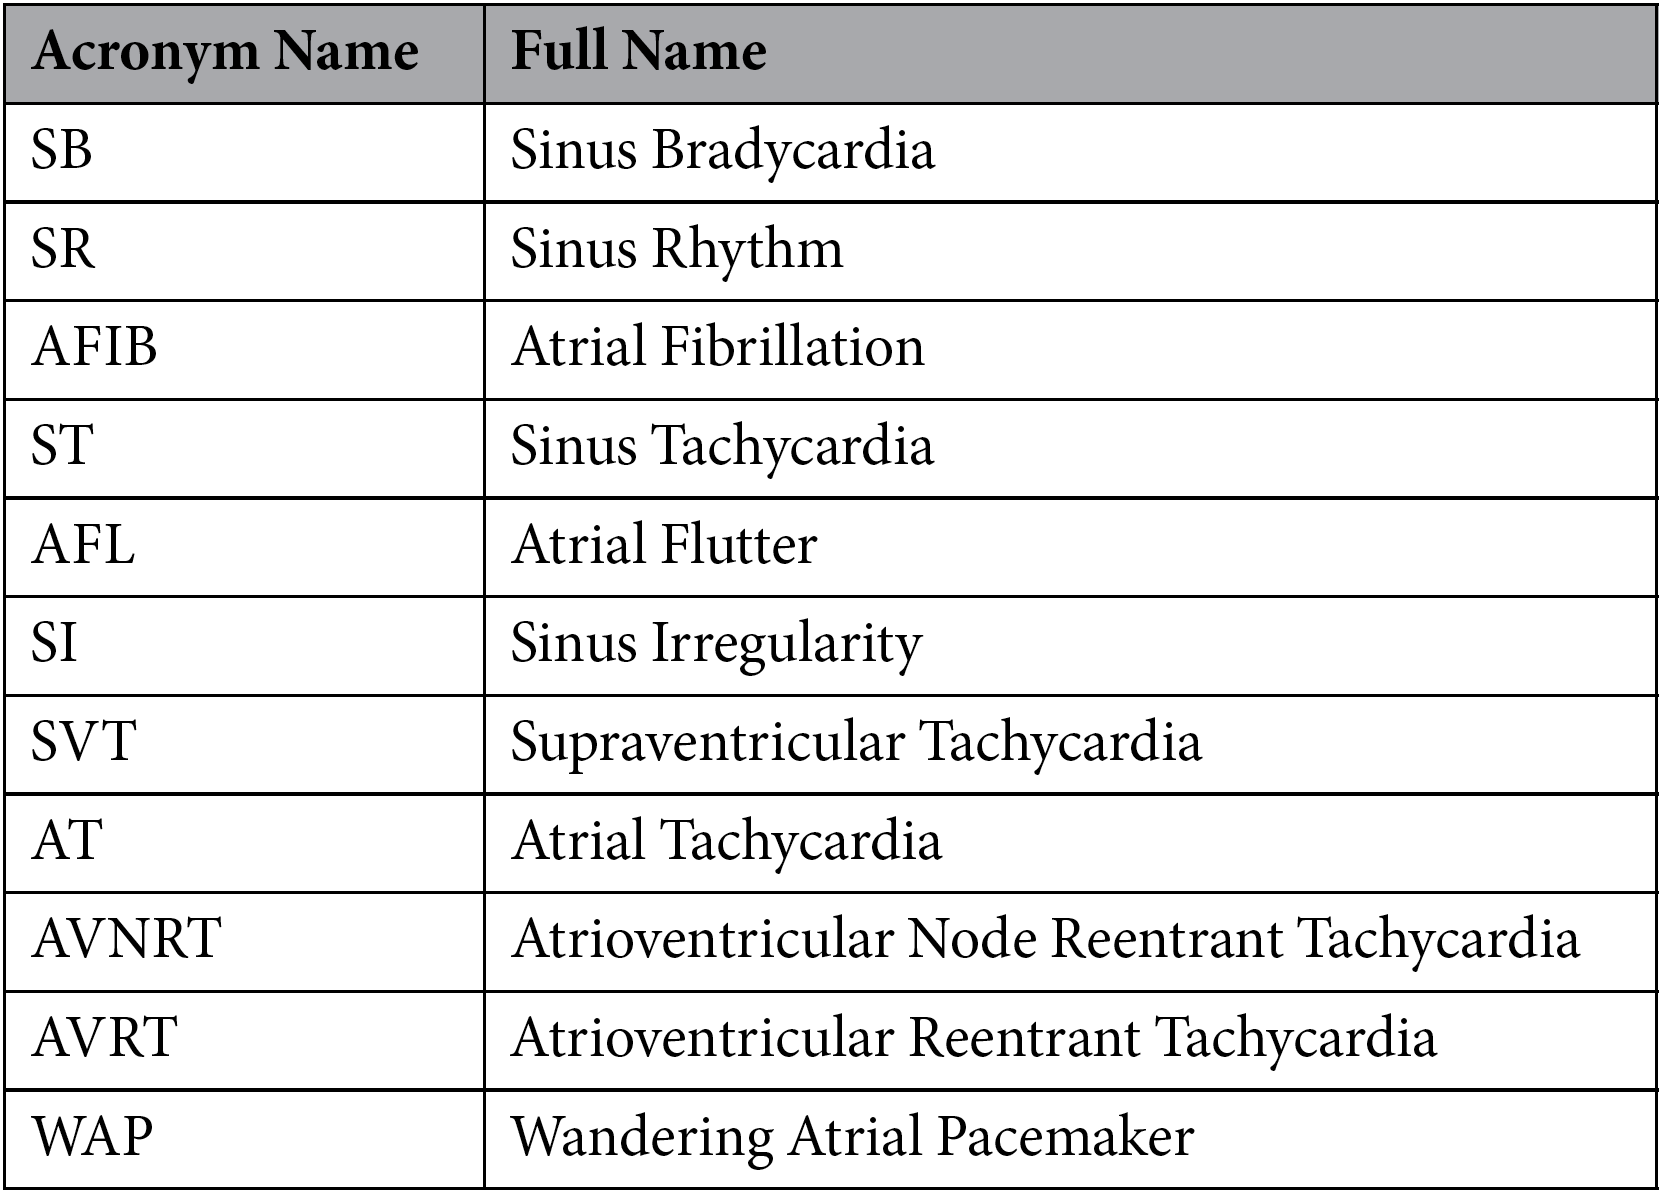 Acronym Name Full Name
SB Sinus Bradycardia
SR Sinus Rhythm
AFIB Atrial Fibrillation
ST Sinus Tachycardia
AFL Atrial Flutter
SI Sinus Irregularity
SVT Supraventricular Tachycardia
AT Atrial Tachycardia
AVNRT Atrioventricular Node Reentrant Tachycardia
AVRT Atrioventricular Reentrant Tachycardia
WAP Wandering Atrial Pacemaker